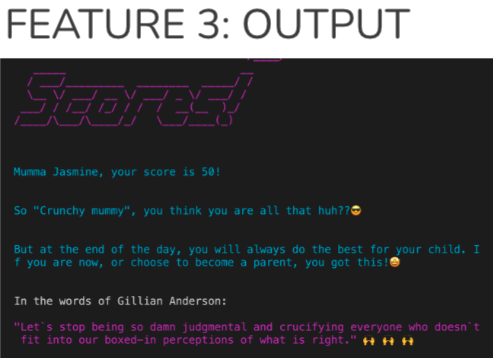 FEATURE 3: OUTPUT
Scores!
Mumma Jasmine, your score is 50!
So "Crunchy mummy", you think you are all that huh??😎
But at the end of the day, you will always do the best for your child. I
f you are now, or choose to become a parent, you got this!🤩
In the words of Gillian Anderson:
"Let`s stop being so damn judgmental and crucifying everyone who doesn`t
fit into our boxed-in perceptions of what is right." 🙌 🙌 🙌